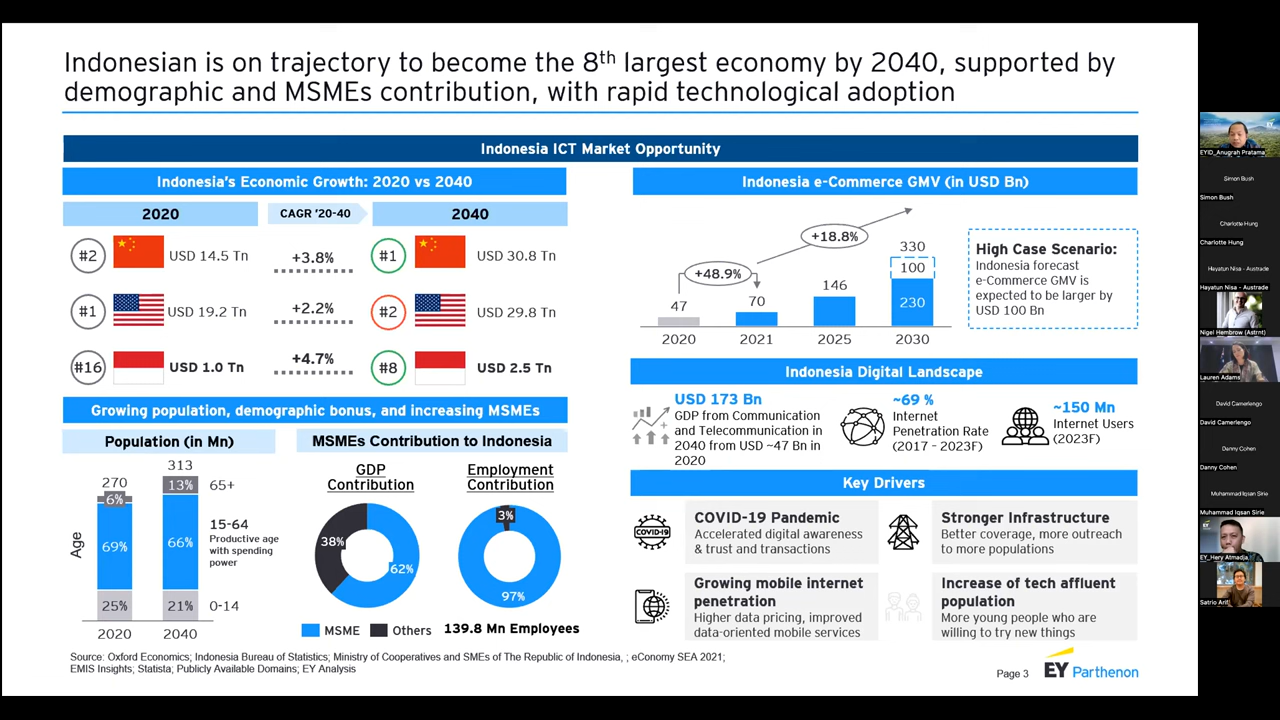 Indonesian is on trajectory to become the 8th largest economy by 2040, supported by
demographic and MSMEs contribution, with rapid technological adoption
Indonesia ICT Market Opportunity
Indonesia's Economic Growth: 2020 vs 2040
2020
CAGR '20-40
2040
#2
USD 14.5 Tn
+3.8%
#1
USD 30.8 Tn
#1
USD 19.2 Tn
+2.2%
#2
USD 29.8 Tn
#16
USD 1.0 Tn
+4.7%
#8
USD 2.5 Tn
Growing population, demographic bonus, and increasing MSMEs
Population (in Mn)
Age
270
6%
69%
25%
2020
313
13%
66%
21%
2040
65+
15-64
Productive age
with spending
power
0-14
MSMEs Contribution to Indonesia
GDP
Contribution
38%
62%
Employment
Contribution
3%
97%
MSME
Others
139.8 Mn Employees
Indonesia e-Commerce GMV (in USD Bn)
+48.9%
+18.8%
47
70
146
330
100
230
2020
2021
2025
2030
High Case Scenario:
Indonesia forecast
e-Commerce GMV is
expected to be larger by
USD 100 Bn
Indonesia Digital Landscape
USD 173 Bn
GDP from Communication
and Telecommunication in
2040 from USD ~47 Bn in
2020
~69 %
Internet
Penetration Rate
(2017 – 2023F)
~150 Mn
Internet Users
(2023F)
Key Drivers
COVID-19
COVID-19 Pandemic
Accelerated digital awareness
& trust and transactions
Stronger Infrastructure
Better coverage, more outreach
to more populations
Growing mobile internet
penetration
Higher data pricing, improved
data-oriented mobile services
Increase of tech affluent
population
More young people who are
willing to try new things
Source: Oxford Economics; Indonesia Bureau of Statistics; Ministry of Cooperatives and SMEs of The Republic of Indonesia, ; eConomy SEA 2021;
EMIS Insights; Statista; Publicly Available Domains; EY Analysis
Page 3
EY Parthenon
EY
EYID_Anugrah Pratama
Simon Bush
Simon Bush
Charlotte Hung
Charlotte Hung
Hayatun Nisa - Austrade
Hayatun Nisa - Austrade
Nigel Hembrow (Astrnt)
Lauren Adams
David Camerlengo
David Camerlengo
Danny Cohen
Danny Cohen
Muhammad Iqsan Sirie
Muhammad Iqsan Sirie
EY_Hery Atmadja